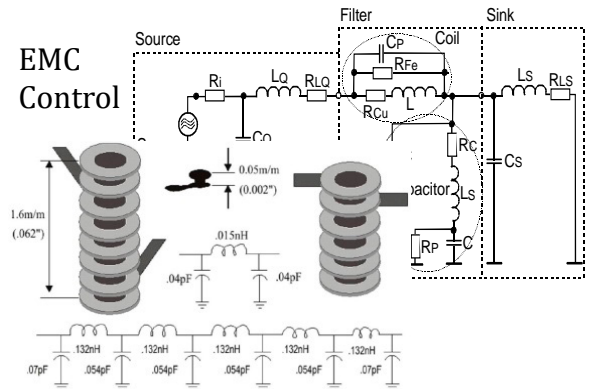 EMC
Control
Filter
Sink
Source
Coil
CP
RFe
Ri
LQ
RLQ
RCu
L
LS
RLS
CQ
RC
CS
apacitor
LS
RP
C
0.05m/m
(0.002")
1.6m/m
(.062")
.015nH
.04pF
.04pF
.132nH
.132nH
.132nH
.132nH
.132nH
.07pF
.054pF
.054pF
.054pF
.054pF
.07pF